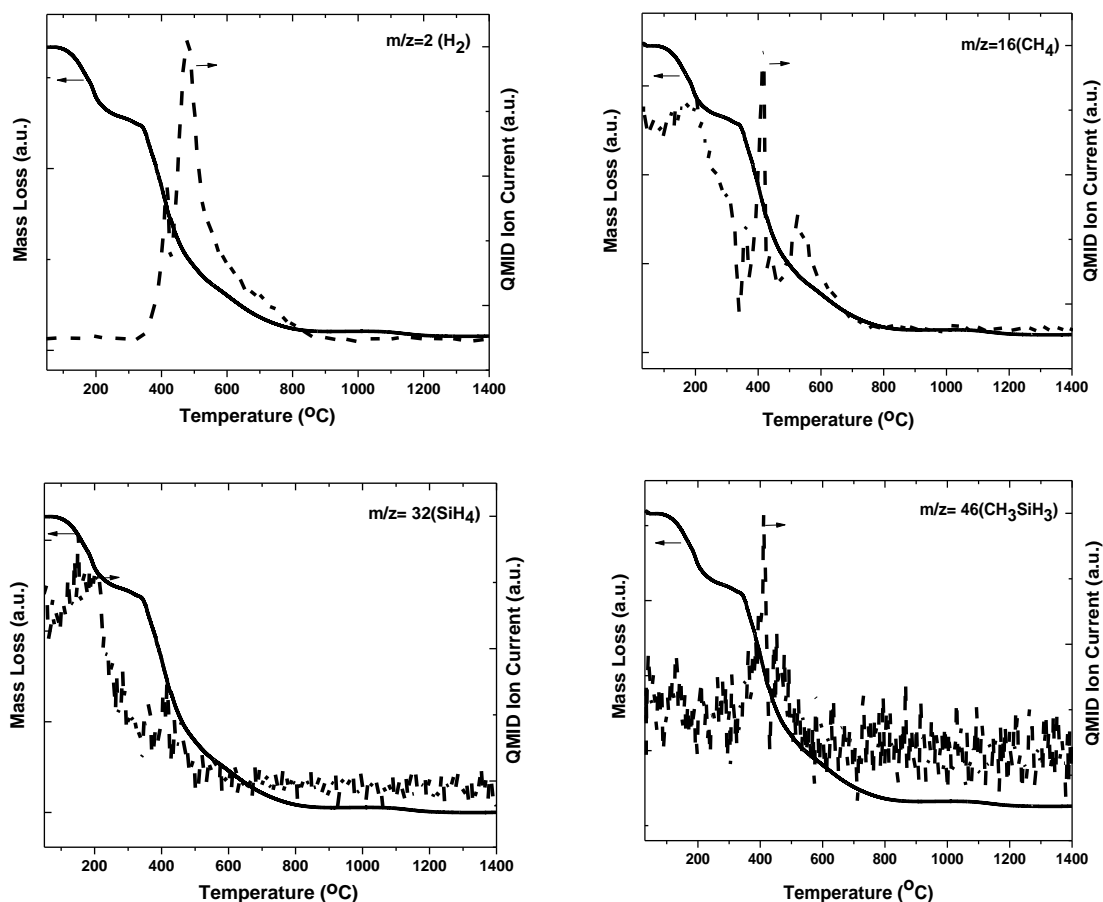 m/z=2 (H2)
Mass Loss (a.u.)
QMID Ion Current (a.u.)
200 400 600 800 1000 1200 1400
Temperature (OC)
m/z=16(CH4)
Mass Loss (a.u.)
QMID Ion Current (a.u.)
200 400 600 800 1000 1200 1400
Temperature (OC)
m/z= 32(SiH4)
Mass Loss (a.u.)
QMID Ion Current (a.u.)
200 400 600 800 1000 1200 1400
Temperature (OC)
m/z= 46(CH3SiH3)
Mass Loss (a.u.)
QMID Ion Current (a.u.)
200 400 600 800 1000 1200 1400
Temperature (OC)